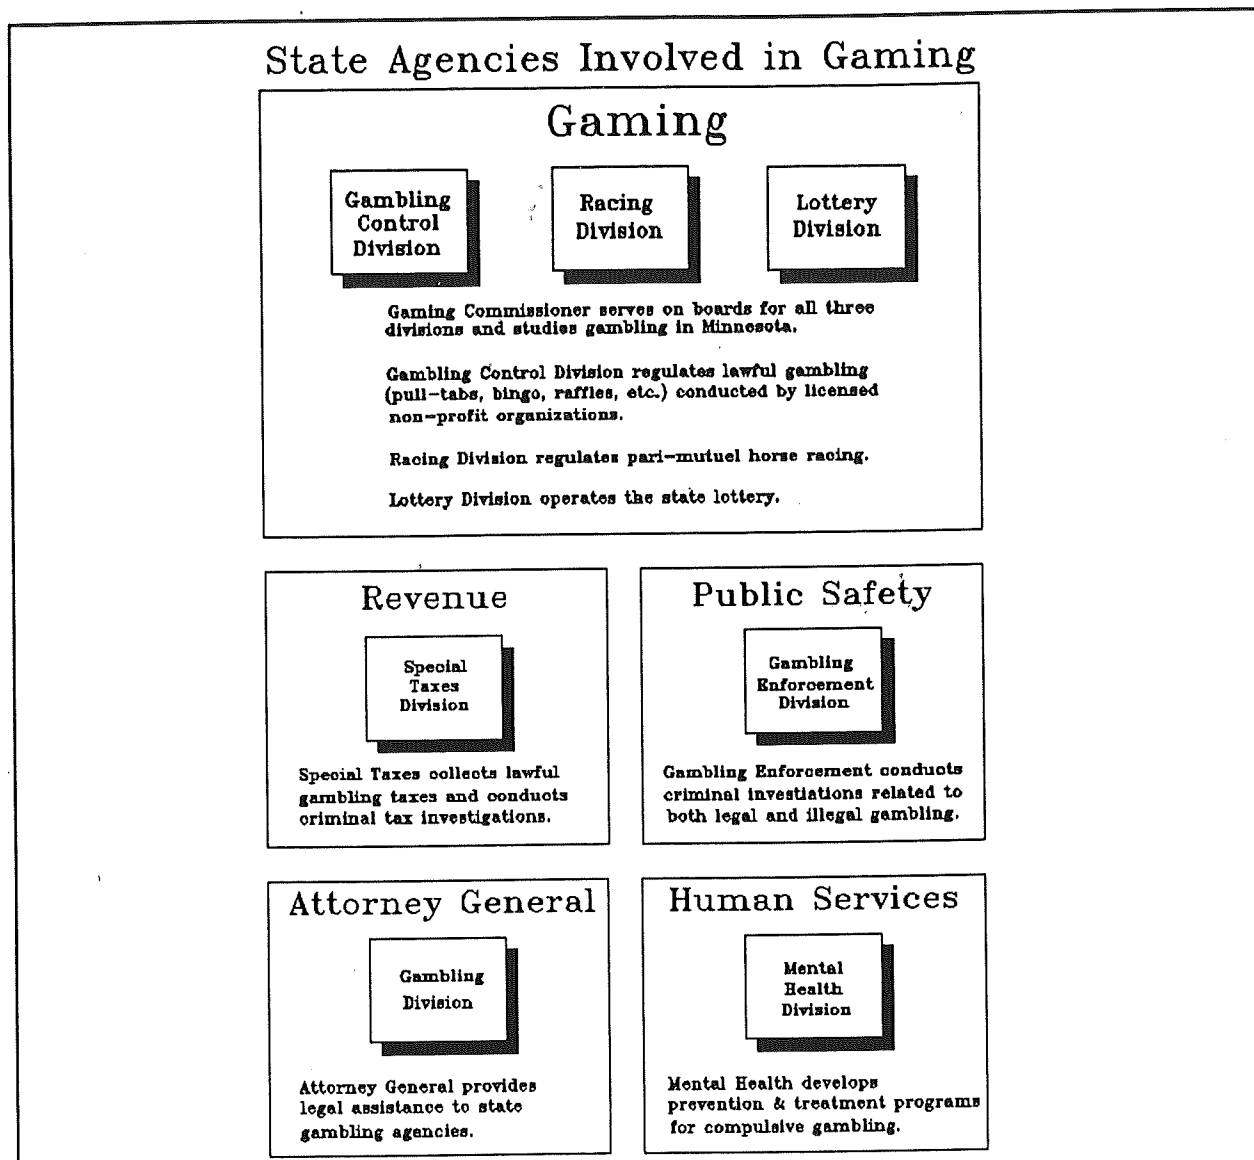 State Agencies Involved in Gaming
Gaming
Gambling
Control
Division
Racing
Division
Lottery
Division
Gaming Commissioner serves on boards for all three
divisions and studies gambling in Minnesota.
Gambling Control Division regulates lawful gambling
(pull-tabs, bingo, raffles, etc.) conducted by licensed
non-profit organizations.
Racing Division regulates pari-mutuel horse racing.
Lottery Division operates the state lottery.
Revenue
Special
Taxes
Division
Special Taxes collects lawful
gambling taxes and conducts
criminal tax investigations.
Public Safety
Gambling
Enforcement
Division
Gambling Enforcement conducts
criminal investiations related to
both legal and illegal gambling.
Attorney General
Gambling
Division
Attorney General provides
legal assistance to state
gambling agencies.
Human Services
Mental
Health
Division
Mental Health develops
prevention & treatment programs
for compulsive gambling.